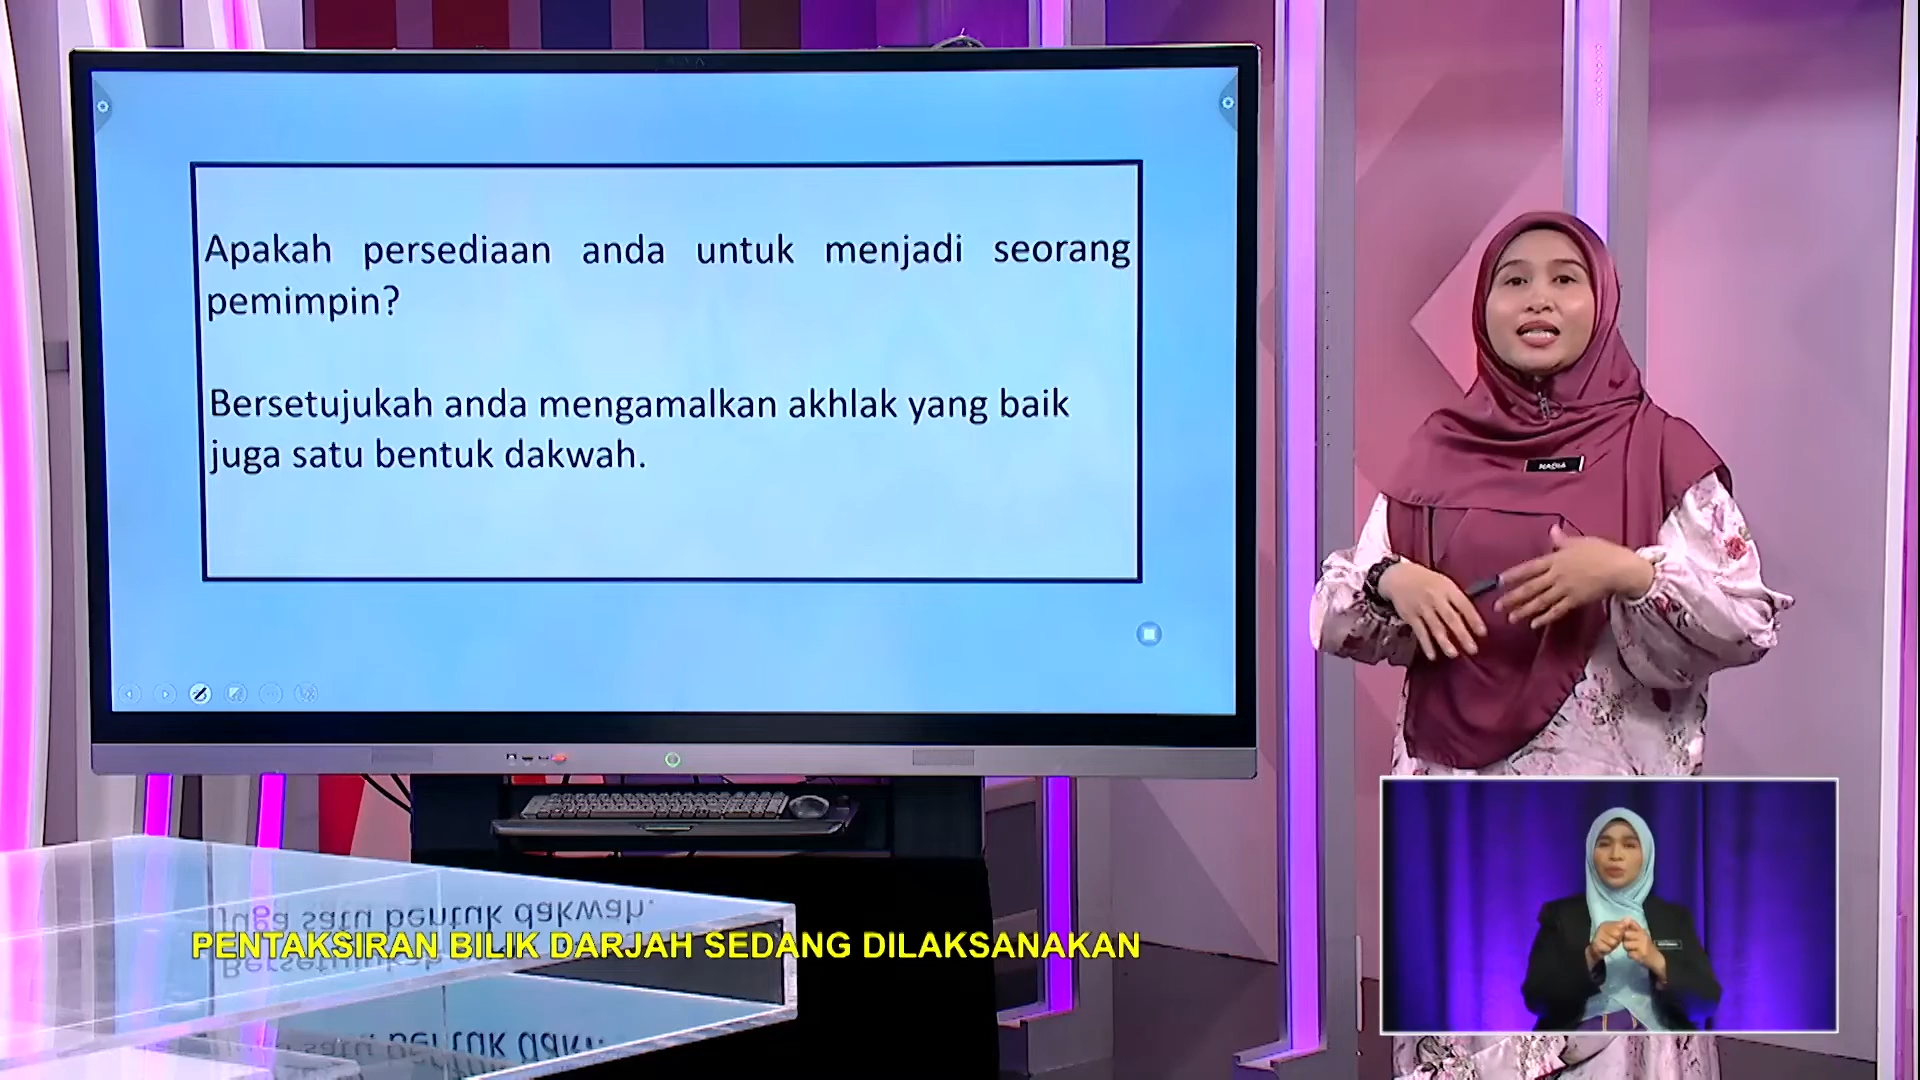 Apakah persediaan anda untuk menjadi seorang
pemimpin?
Bersetujukah anda mengamalkan akhlak yang baik
juga satu bentuk dakwah.
PENTAKSIRAN BILIK DARJAH SEDANG DILAKSANAKAN